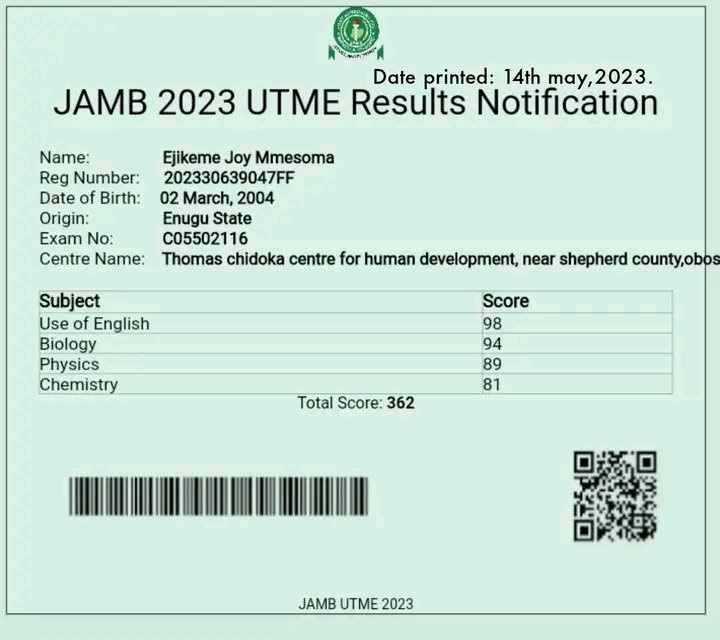 Date printed: 14th may,2023.
JAMB 2023 UTME Results Notification
Name: Ejikeme Joy Mmesoma
Reg Number: 202330639047FF
Date of Birth: 02 March, 2004
Origin: Enugu State
Exam No: C05502116
Centre Name: Thomas chidoka centre for human development, near shepherd county,obos
Subject Score
Use of English 98
Biology 94
Physics 89
Chemistry 81
Total Score: 362
JAMB UTME 2023